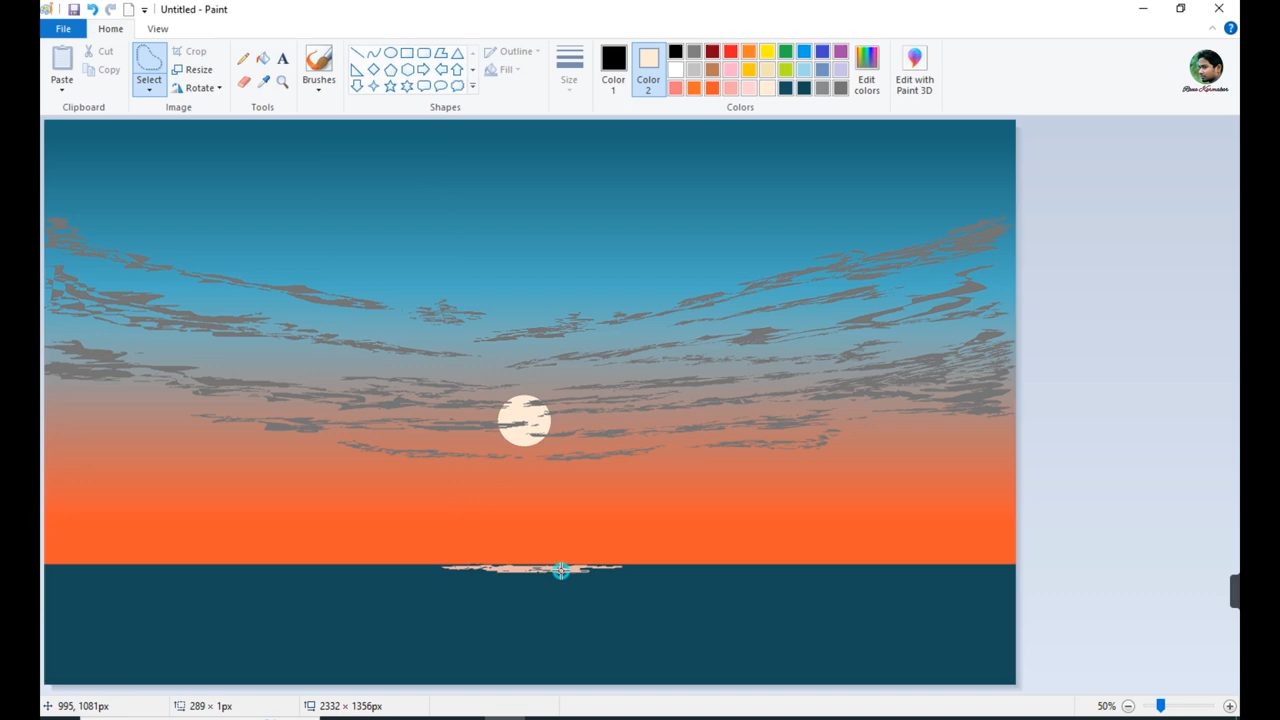 Untitled - Paint
File
Home
View
Paste
Cut
Copy
Clipboard
Select
Crop
Resize
Rotate
Image
A
Tools
Brushes
Outline
Fill
Shapes
Size
Color 1
Color 2
Edit colors
Colors
Edit with Paint 3D
995, 1081px
289 × 1px
2332 × 1356px
50%